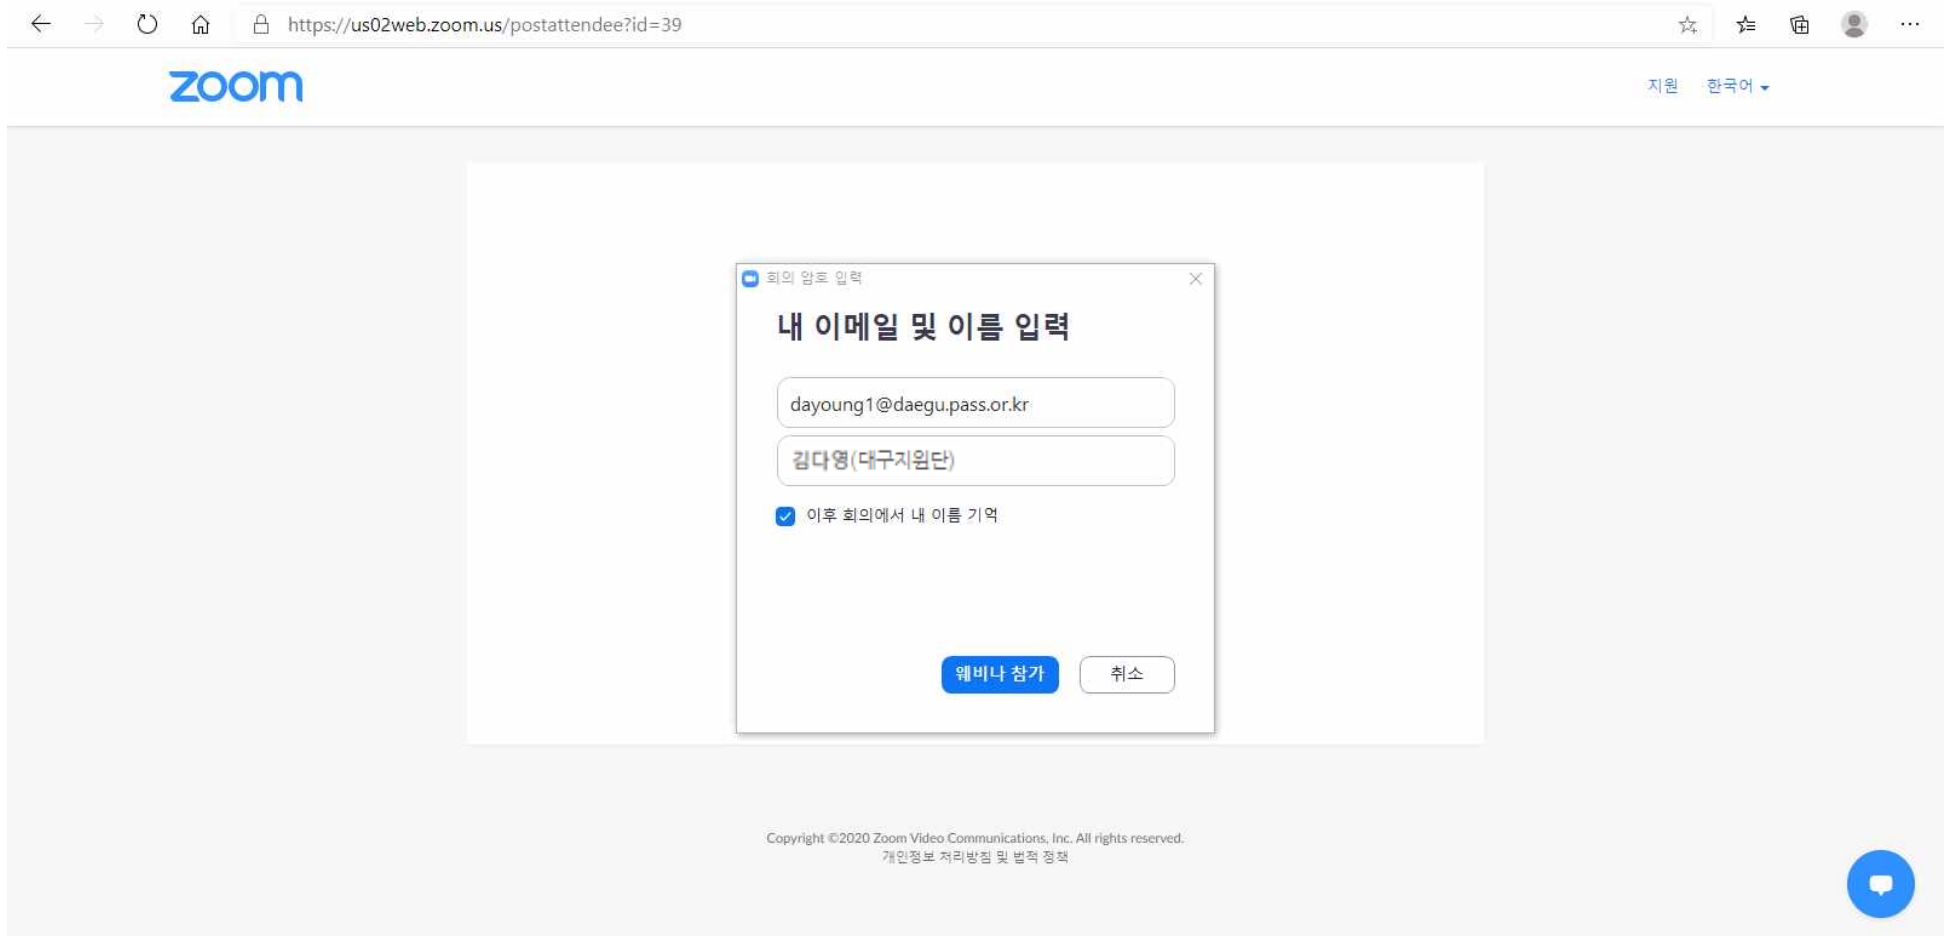 https://us02web.zoom.us/postattendee?id=39
zoom
지원 한국어
회의 암호 입력
내 이메일 및 이름 입력
dayoung1@daegu.pass.or.kr
김다영(대구지원단)
이후 회의에서 내 이름 기억
웨비나 참가 취소
Copyright ©2020 Zoom Video Communications, Inc. All rights reserved.
개인정보 처리방침 및 법적 정책